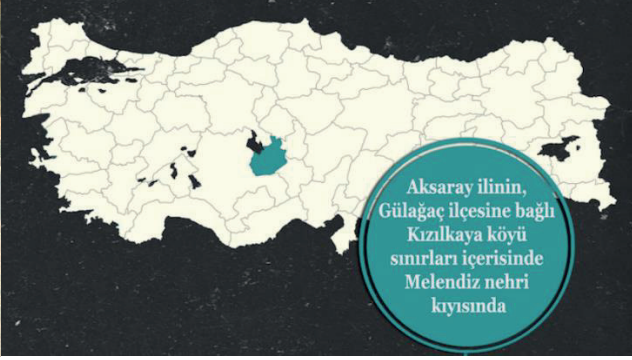 Aksaray ilinin,
Gülağaç ilçesine bağlı
Kızılkaya köyü
sınırları içerisinde
Melendiz nehri
kıyısında